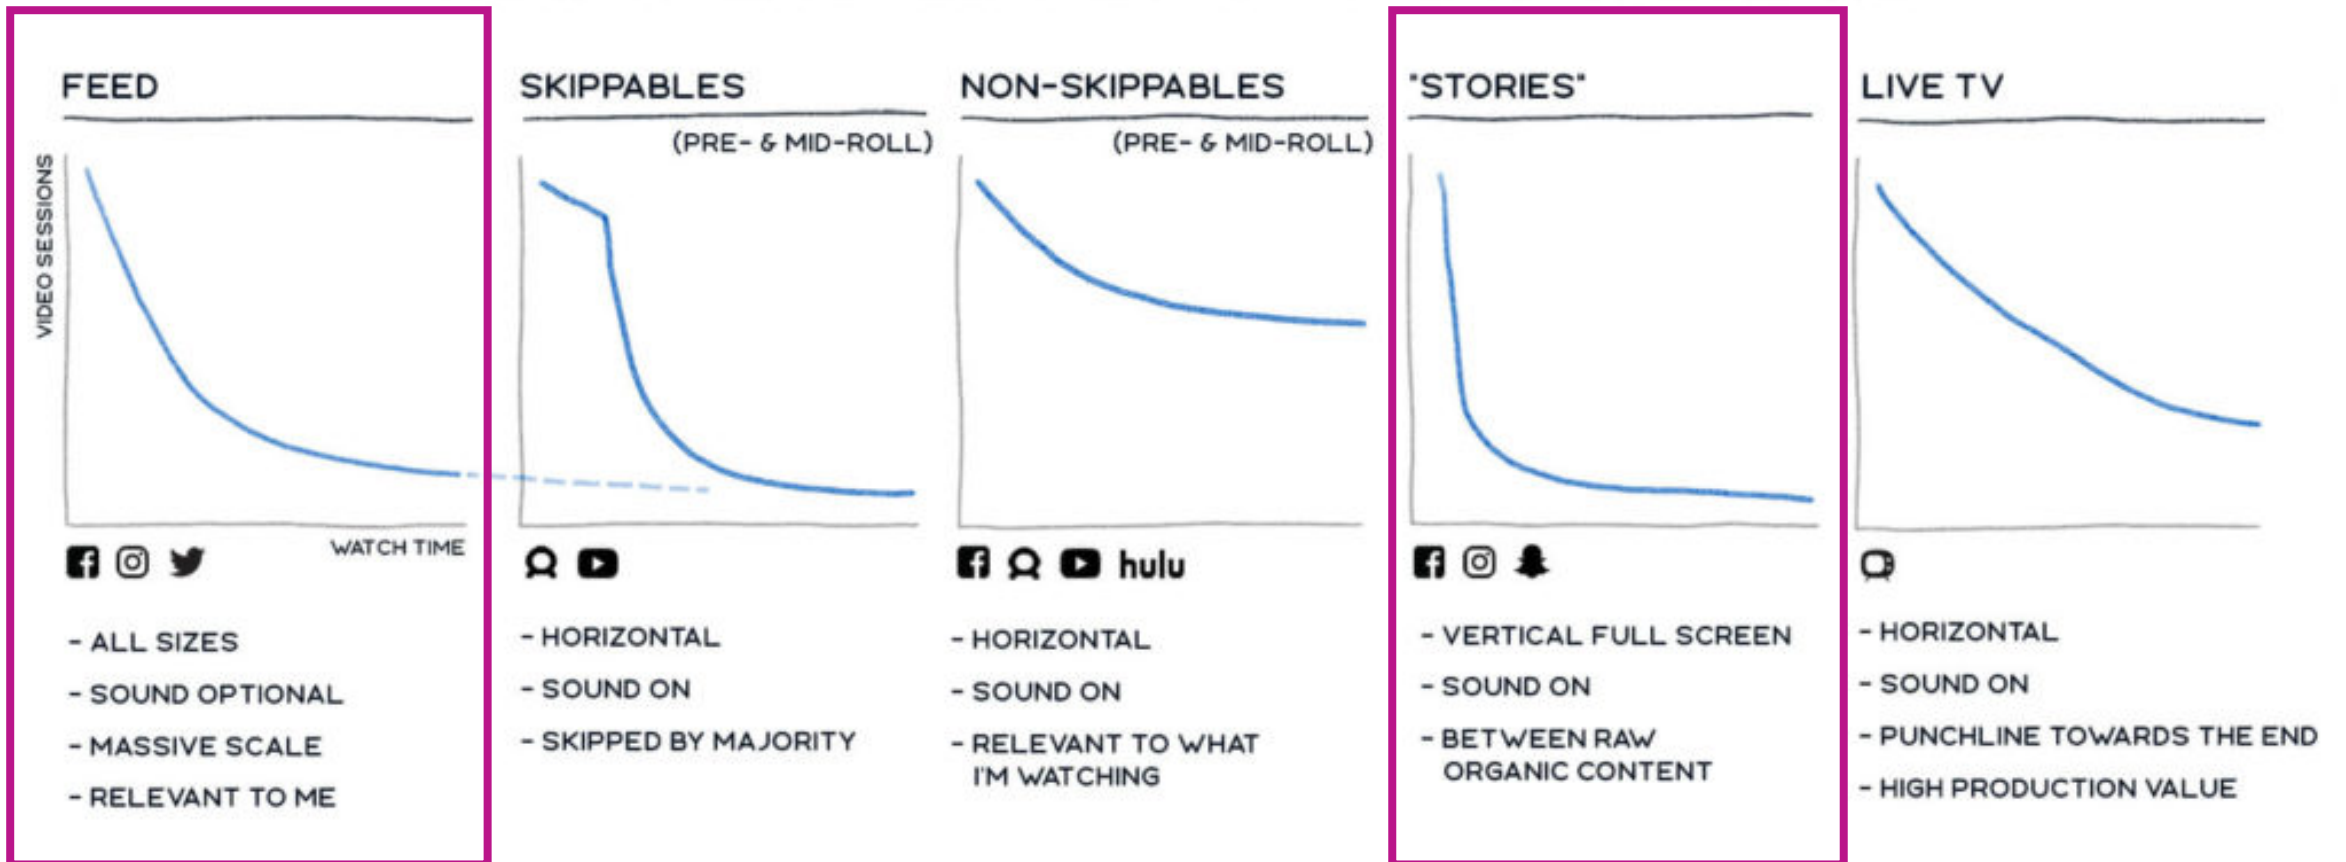 FEED
VIDEO SESSIONS
WATCH TIME
- ALL SIZES
- SOUND OPTIONAL
- MASSIVE SCALE
- RELEVANT TO ME
SKIPPABLES
(PRE- & MID-ROLL)
- HORIZONTAL
- SOUND ON
- SKIPPED BY MAJORITY
NON-SKIPPABLES
(PRE- & MID-ROLL)
hulu
- HORIZONTAL
- SOUND ON
- RELEVANT TO WHAT
I'M WATCHING
"STORIES"
- VERTICAL FULL SCREEN
- SOUND ON
- BETWEEN RAW
ORGANIC CONTENT
LIVE TV
- HORIZONTAL
- SOUND ON
- PUNCHLINE TOWARDS THE END
- HIGH PRODUCTION VALUE